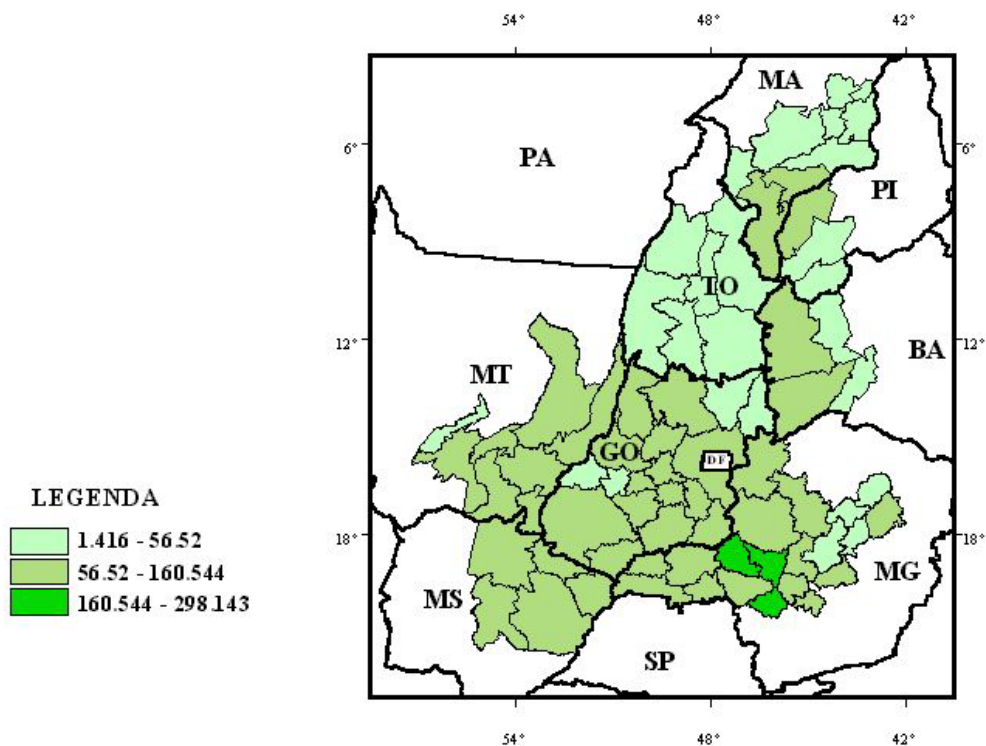 54° 48° 42°
MA
6° 6°
PA
PI
TO
12° 12°
BA
MT
GO
DF
LEGENDA
1.416 - 56.52
18° 18°
56.52 - 160.544
MG
MS
160.544 - 298.143
SP
54° 48° 42°